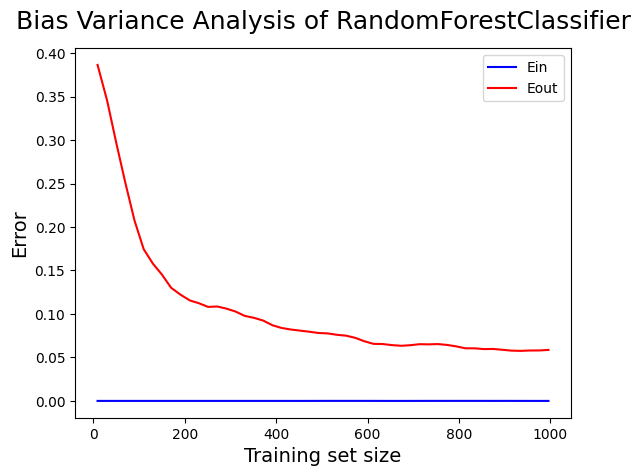 Bias Variance Analysis of RandomForestClassifier
Ein
Eout
Error
0.40
0.35
0.30
0.25
0.20
0.15
0.10
0.05
0.00
0 200 400 600 800 1000
Training set size